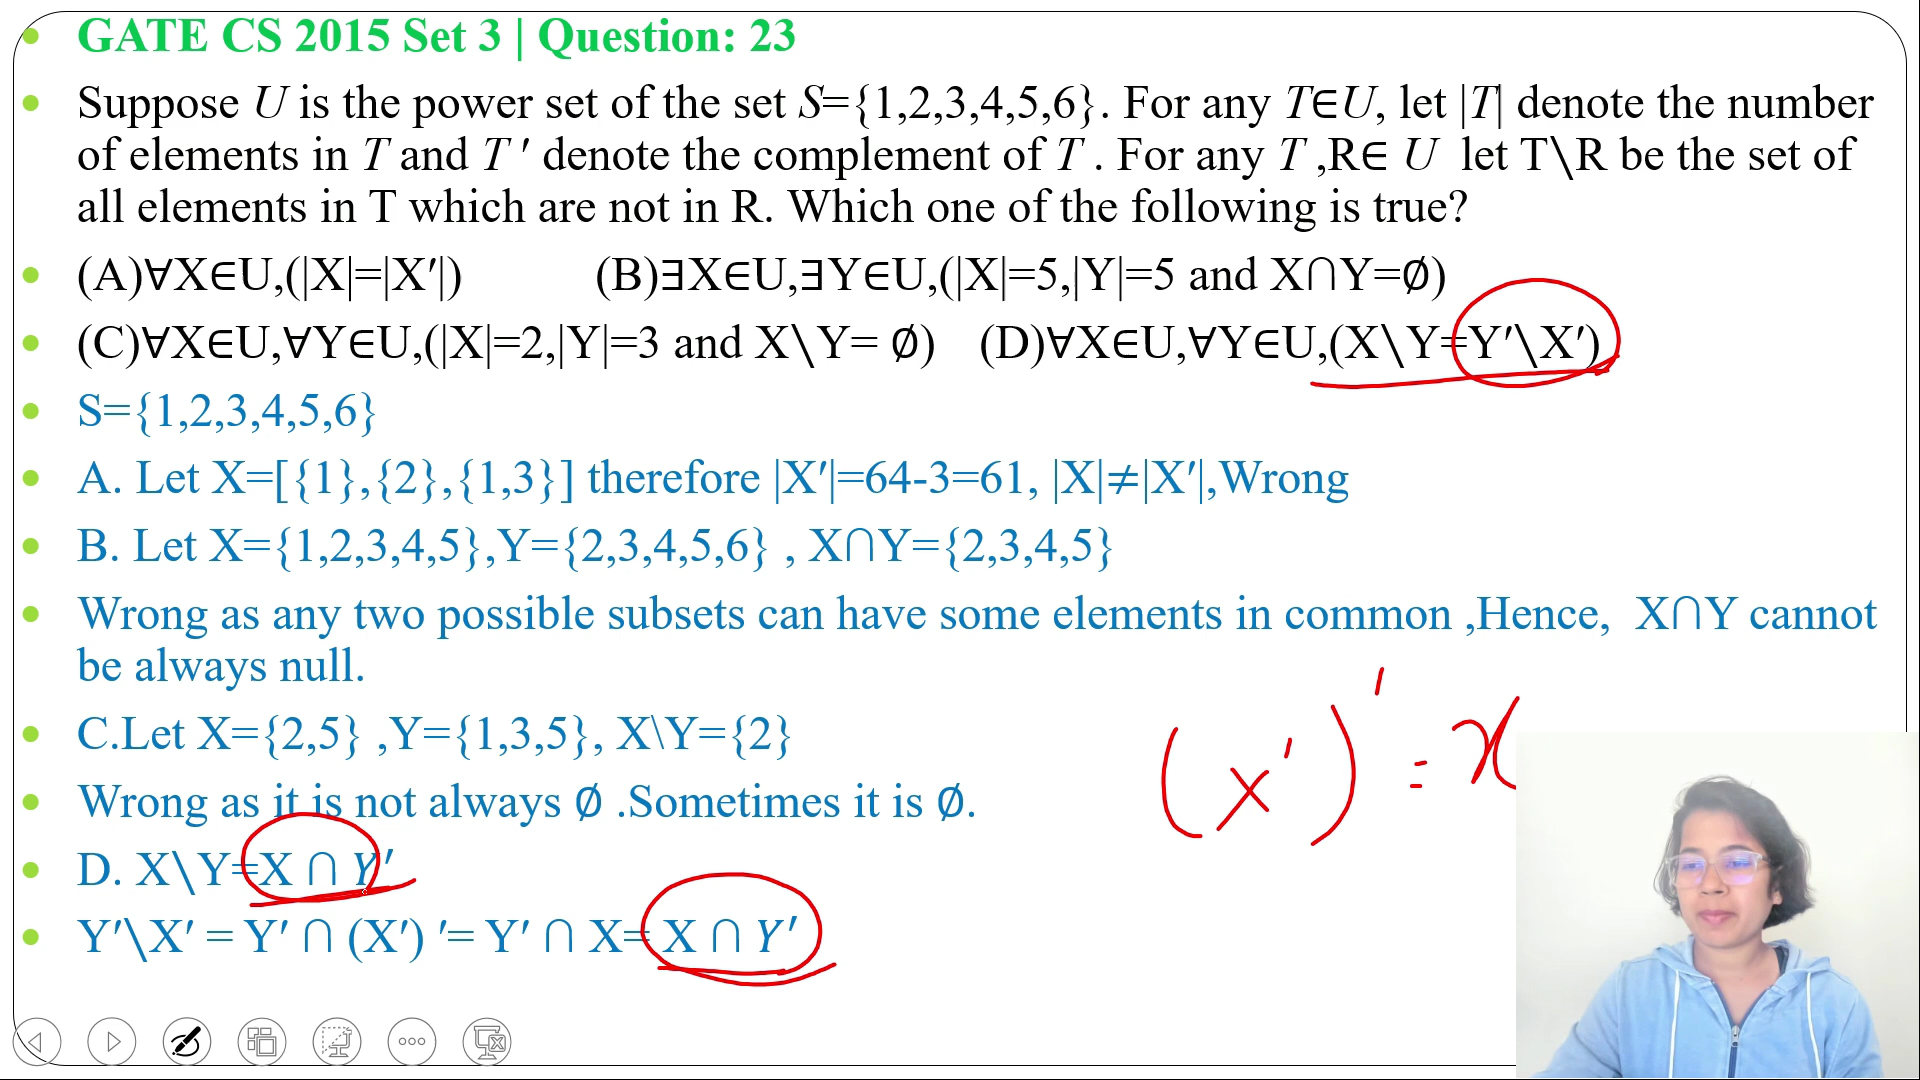 GATE CS 2015 Set 3 | Question: 23
Suppose U is the power set of the set S={1,2,3,4,5,6}. For any T∈U, let |T| denote the number
of elements in T and T ′ denote the complement of T . For any T ,R∈ U let T\R be the set of
all elements in T which are not in R. Which one of the following is true?
(A)∀X∈U,(|X|=|X′|) (B)∃X∈U,∃Y∈U,(|X|=5,|Y|=5 and X∩Y=∅)
(C)∀X∈U,∀Y∈U,(|X|=2,|Y|=3 and X\Y= ∅) (D)∀X∈U,∀Y∈U,(X\Y=Y′\X′)
S={1,2,3,4,5,6}
A. Let X=[{1},{2},{1,3}] therefore |X′|=64-3=61, |X|≠|X′|,Wrong
B. Let X={1,2,3,4,5},Y={2,3,4,5,6} , X∩Y={2,3,4,5}
Wrong as any two possible subsets can have some elements in common ,Hence, X∩Y cannot
be always null.
C.Let X={2,5} ,Y={1,3,5}, X\Y={2}
(x′)′ = x
Wrong as it is not always ∅ .Sometimes it is ∅.
D. X\Y=X ∩ Y′
Y′\X′ = Y′ ∩ (X′) ′= Y′ ∩ X= X ∩ Y′